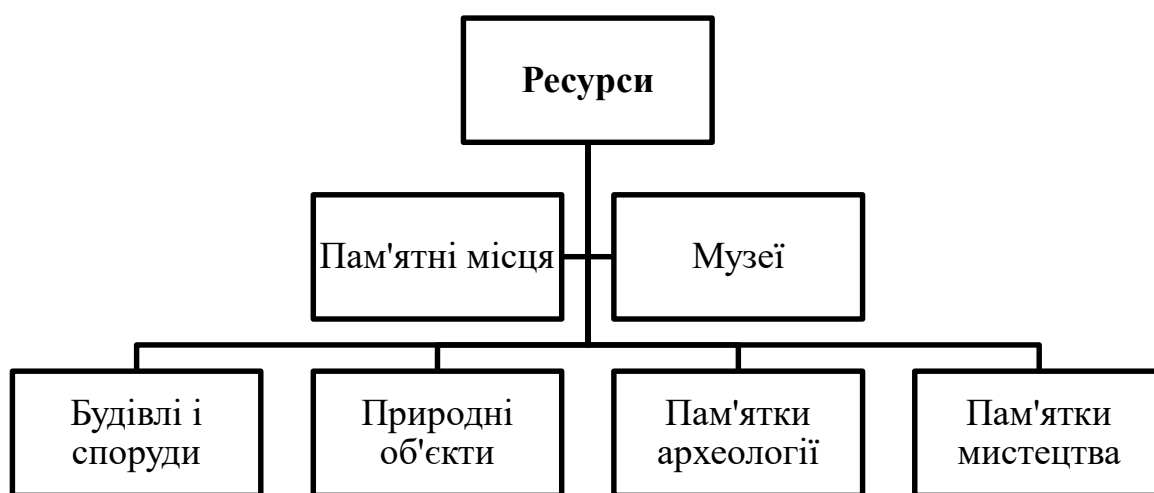 Ресурси
Пам'ятні місця
Музеї
Будівлі і
споруди
Природні
об'єкти
Пам'ятки
археології
Пам'ятки
мистецтва